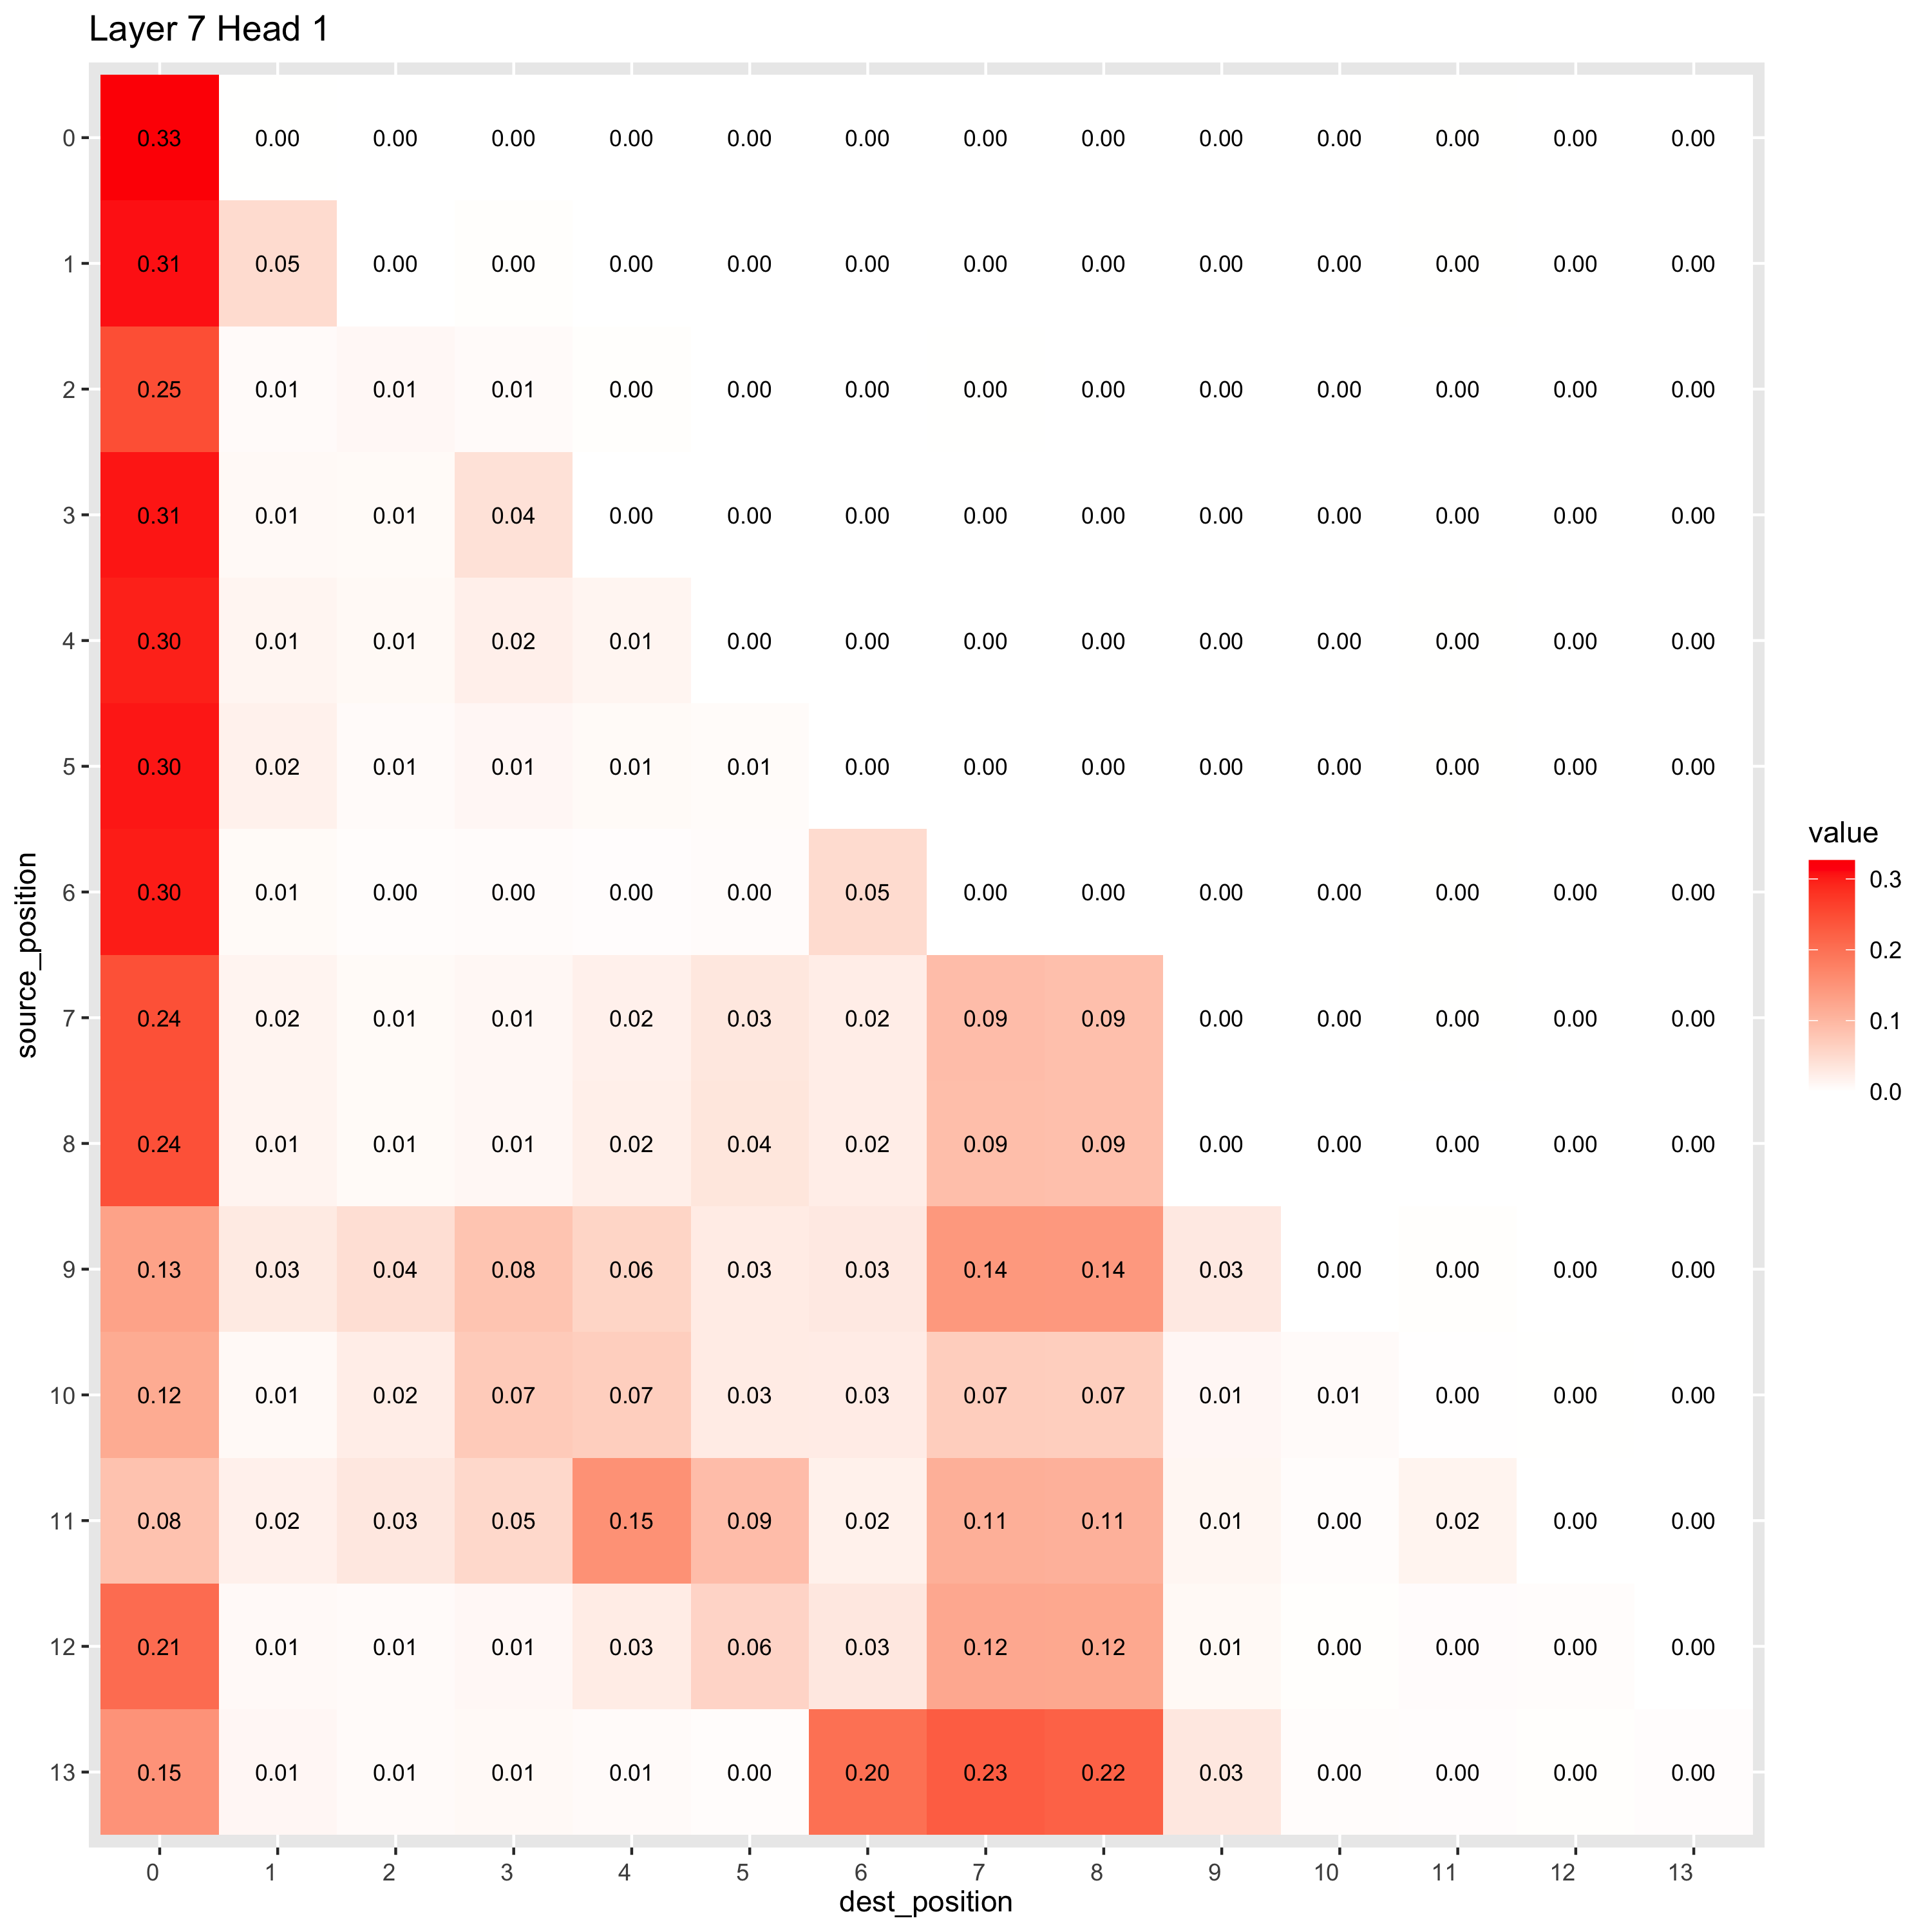 Layer 7 Head 1
0 0.33 0.00 0.00 0.00 0.00 0.00 0.00 0.00 0.00 0.00 0.00 0.00 0.00 0.00
1 0.31 0.05 0.00 0.00 0.00 0.00 0.00 0.00 0.00 0.00 0.00 0.00 0.00 0.00
2 0.25 0.01 0.01 0.01 0.00 0.00 0.00 0.00 0.00 0.00 0.00 0.00 0.00 0.00
3 0.31 0.01 0.01 0.04 0.00 0.00 0.00 0.00 0.00 0.00 0.00 0.00 0.00 0.00
4 0.30 0.01 0.01 0.02 0.01 0.00 0.00 0.00 0.00 0.00 0.00 0.00 0.00 0.00
5 0.30 0.02 0.01 0.01 0.01 0.01 0.00 0.00 0.00 0.00 0.00 0.00 0.00 0.00
6 0.30 0.01 0.00 0.00 0.00 0.00 0.05 0.00 0.00 0.00 0.00 0.00 0.00 0.00
7 0.24 0.02 0.01 0.01 0.02 0.03 0.02 0.09 0.09 0.00 0.00 0.00 0.00 0.00
8 0.24 0.01 0.01 0.01 0.02 0.04 0.02 0.09 0.09 0.00 0.00 0.00 0.00 0.00
9 0.13 0.03 0.04 0.08 0.06 0.03 0.03 0.14 0.14 0.03 0.00 0.00 0.00 0.00
10 0.12 0.01 0.02 0.07 0.07 0.03 0.03 0.07 0.07 0.01 0.01 0.00 0.00 0.00
11 0.08 0.02 0.03 0.05 0.15 0.09 0.02 0.11 0.11 0.01 0.00 0.02 0.00 0.00
12 0.21 0.01 0.01 0.01 0.03 0.06 0.03 0.12 0.12 0.01 0.00 0.00 0.00 0.00
13 0.15 0.01 0.01 0.01 0.01 0.00 0.20 0.23 0.22 0.03 0.00 0.00 0.00 0.00
0 1 2 3 4 5 6 7 8 9 10 11 12 13
dest_position
source_position
value
0.3
0.2
0.1
0.0